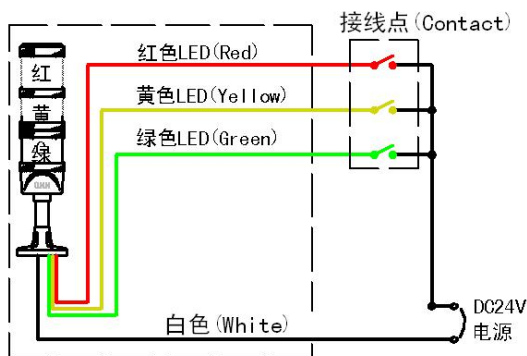 接线点(Contact)
红色LED(Red)
黄色LED(Yellow)
绿色LED(Green)
红
黄
绿
白色(White)
DC24V
电源